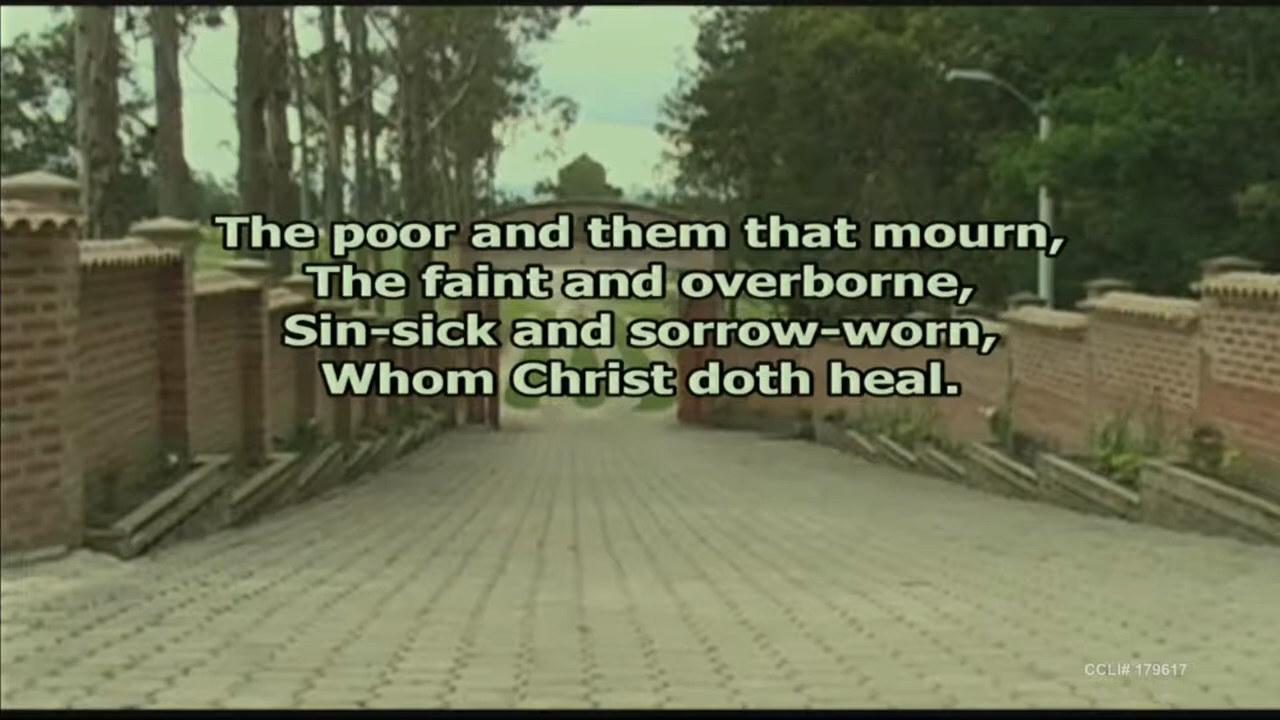 The poor and them that mourn,
The faint and overborne,
Sin-sick and sorrow-worn,
Whom Christ doth heal.
CCLI# 179617